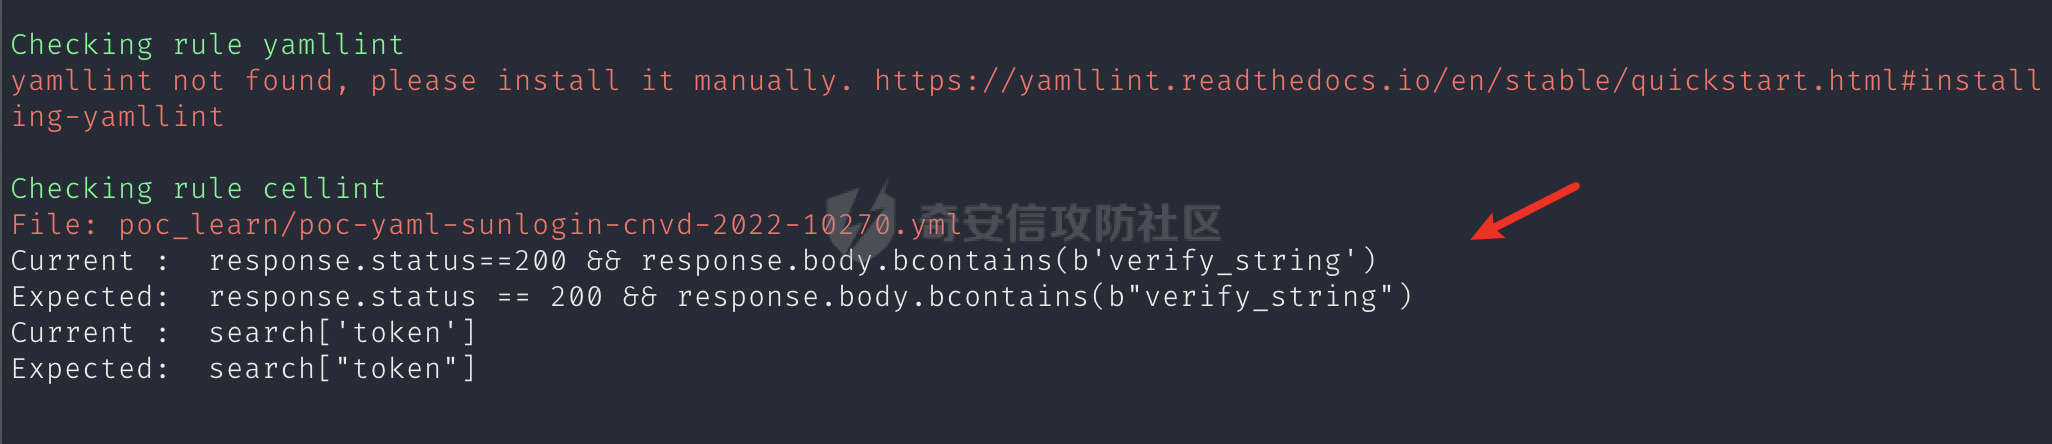 Checking rule yamllint
yamllint not found, please install it manually. https://yamllint.readthedocs.io/en/stable/quickstart.html#install
ing-yamllint
Checking rule cellint
File: poc_learn/poc-yaml-sunlogin-cnvd-2022-10270.yml
奇安信攻防社区
Current :  response.status==200 && response.body.bcontains(b'verify_string')
Expected:  response.status == 200 && response.body.bcontains(b"verify_string")
Current :  search['token']
Expected:  search["token"]